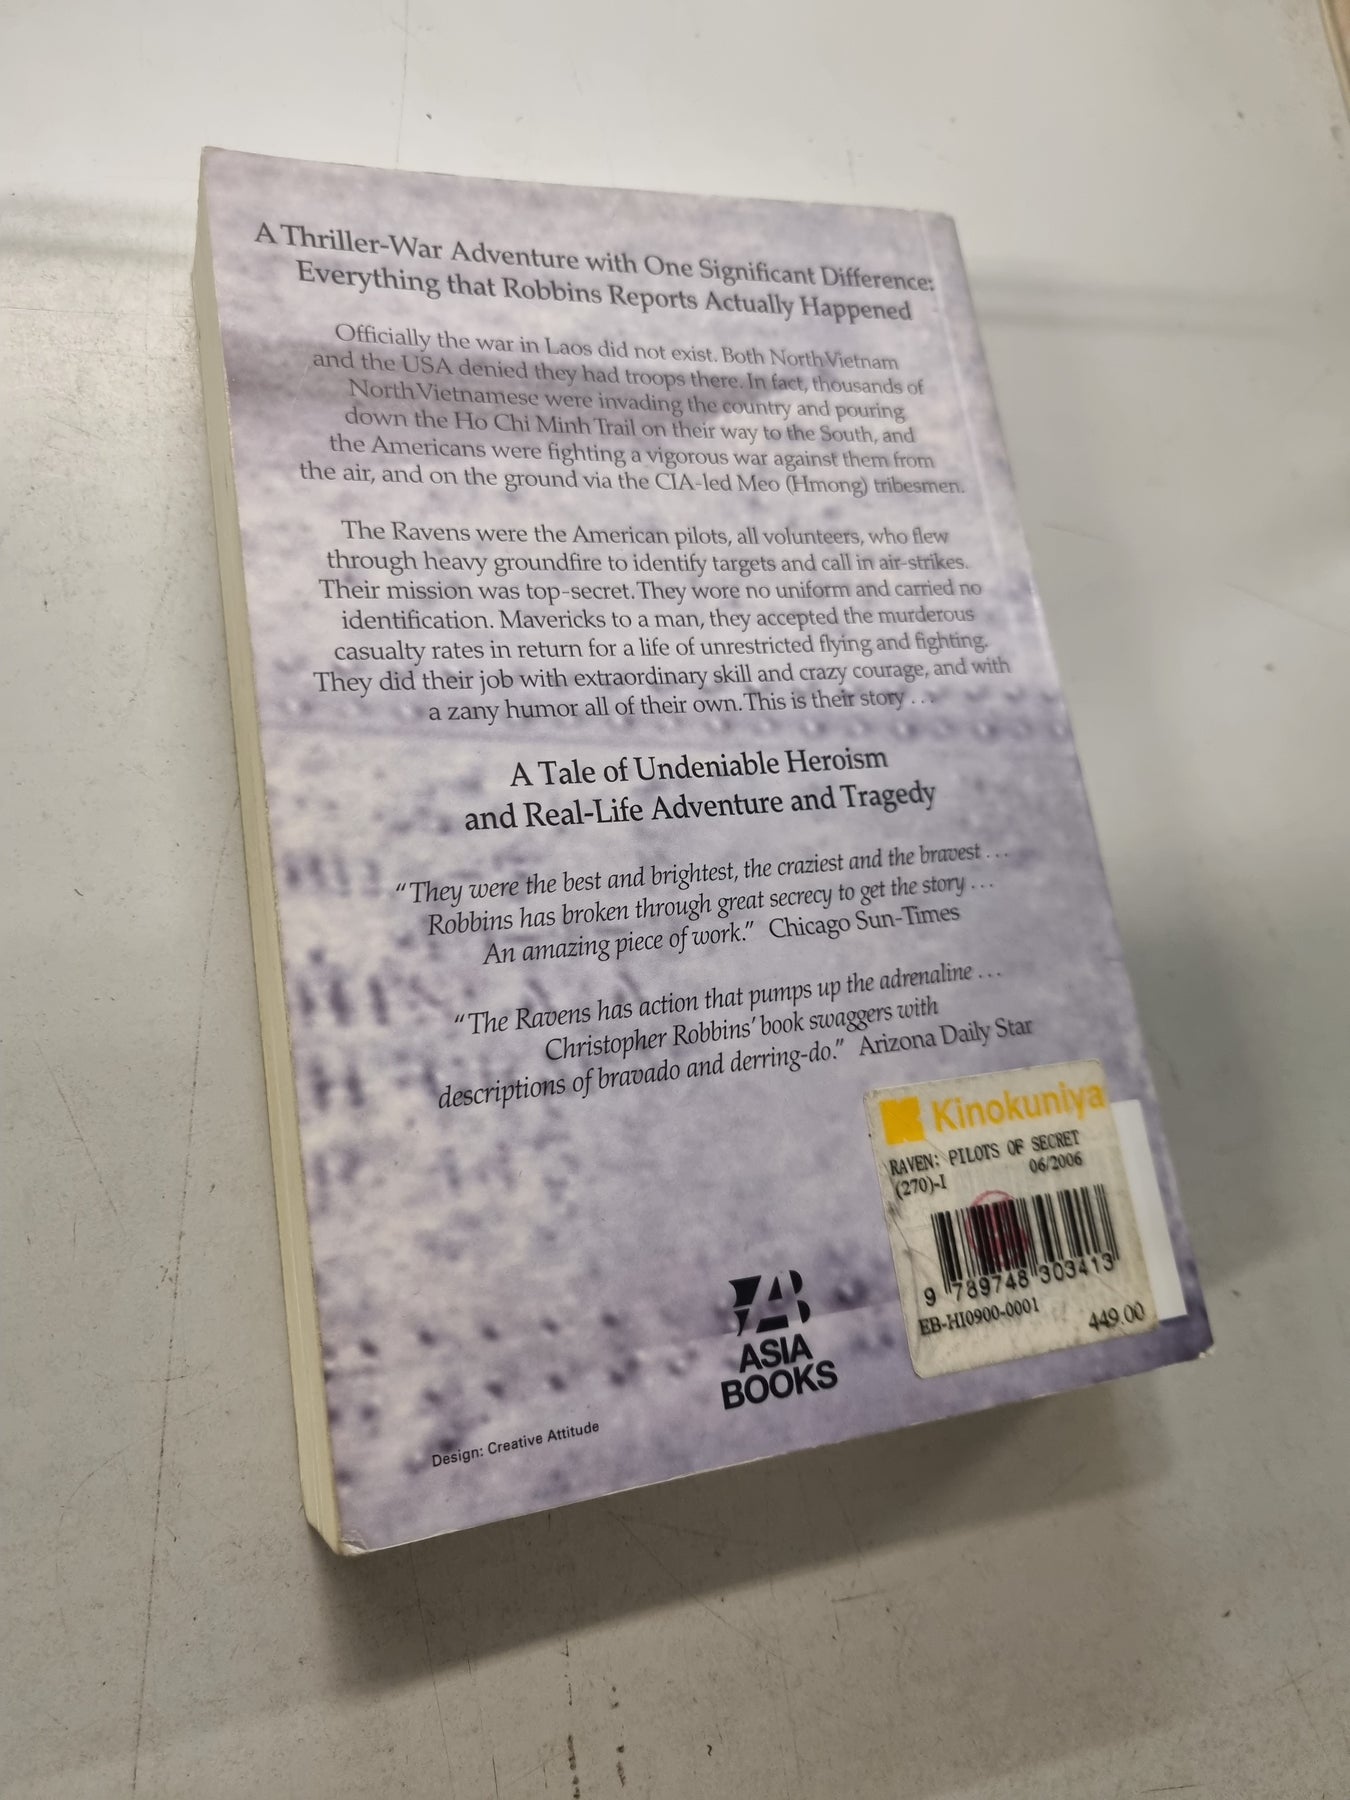 A Thriller-War Adventure with One Significant Difference:
Everything that Robbins Reports Actually Happened
Officially the war in Laos did not exist. Both North Vietnam
and the USA denied they had troops there. In fact, thousands of
North Vietnamese were invading the country and pouring
down the Ho Chi Minh Trail on their way to the South, and
the Americans were fighting a vigorous war against them from
the air, and on the ground via the CIA-led Meo (Hmong) tribesmen.
The Ravens were the American pilots, all volunteers, who flew
through heavy groundfire to identify targets and call in air-strikes.
Their mission was top-secret. They wore no uniform and carried no
identification. Mavericks to a man, they accepted the murderous
casualty rates in return for a life of unrestricted flying and fighting.
They did their job with extraordinary skill and crazy courage, and with
a zany humor all of their own. This is their story . . .
A Tale of Undeniable Heroism
and Real-Life Adventure and Tragedy
“They were the best and brightest, the craziest and the bravest . . .
Robbins has broken through great secrecy to get the story . . .
An amazing piece of work.” Chicago Sun-Times
“The Ravens has action that pumps up the adrenaline . . .
Christopher Robbins’ book swaggers with
descriptions of bravado and derring-do.” Arizona Daily Star
Kinokuniya
RAVEN: PILOTS OF SECRET
(270)-I 06/2006
9 789748 303413
EB-HI0900-0001 449.00
AB
ASIA
BOOKS
Design: Creative Attitude